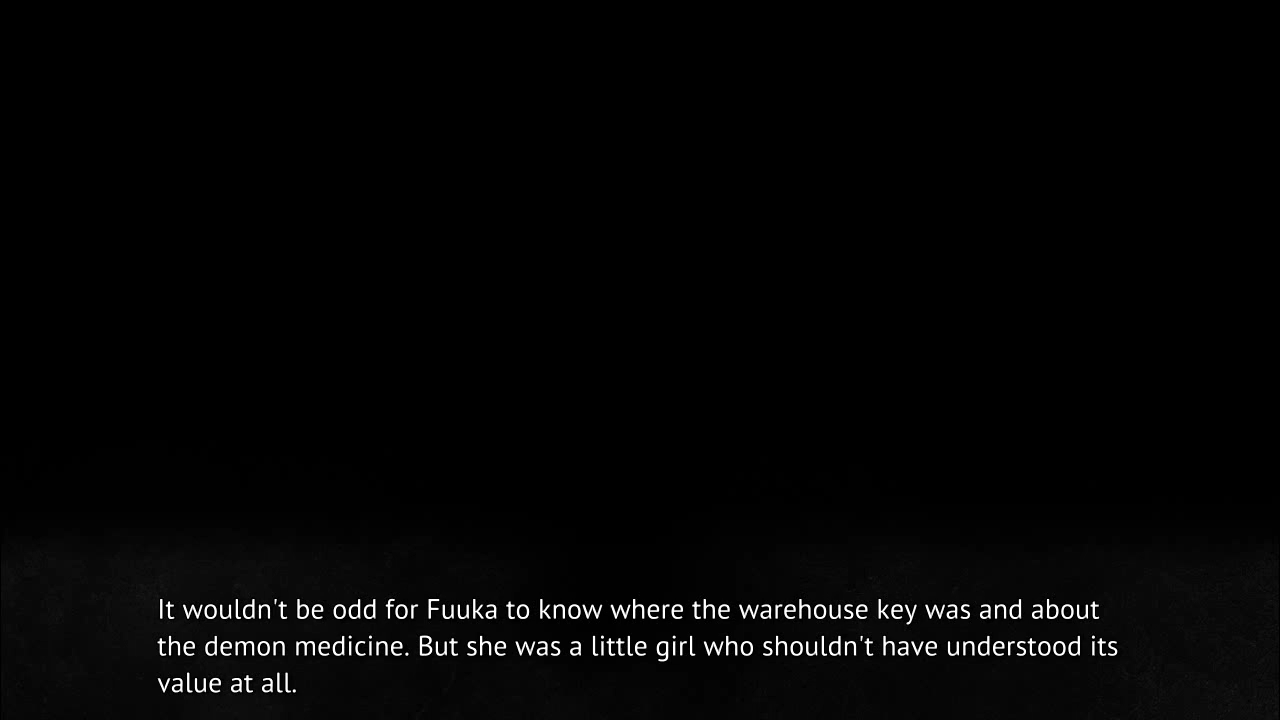 It wouldn't be odd for Fuuka to know where the warehouse key was and about
the demon medicine. But she was a little girl who shouldn't have understood its
value at all.